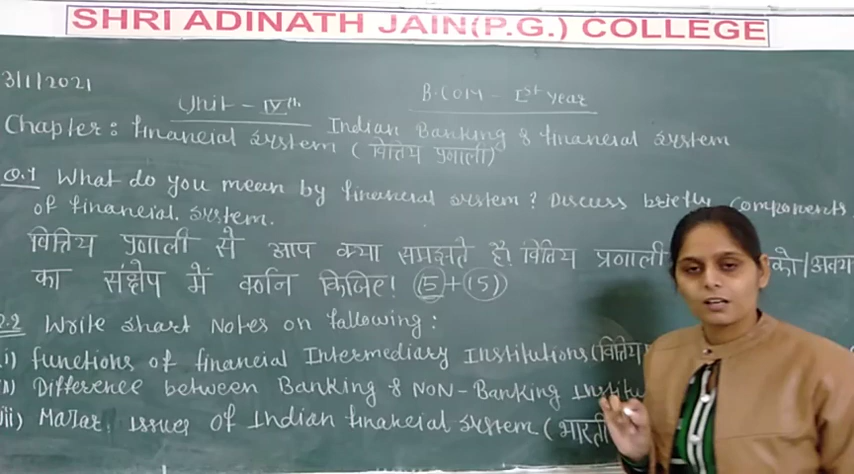 SHRI ADINATH JAIN(P.G.) COLLEGE
3/1/2021
Unit - IVth B.COM - Ist year
Indian Banking & financial system
Chapter: financial system (वित्तिय प्रणाली)
Q.1 What do you mean by financial system? Discuss briefly components
of financial system.
वित्तिय प्रणाली से आप क्या समझते है। वित्तिय प्रणाली को/अवय
का संक्षेप में वर्णन किजिए! (5)+(15)
Q.2 Write short Notes on following:
i) functions of financial Intermediary Institutions (वित्तिय
ii) Difference between Banking & NON-Banking Institu
iii) Major issues of Indian financial system (भारती